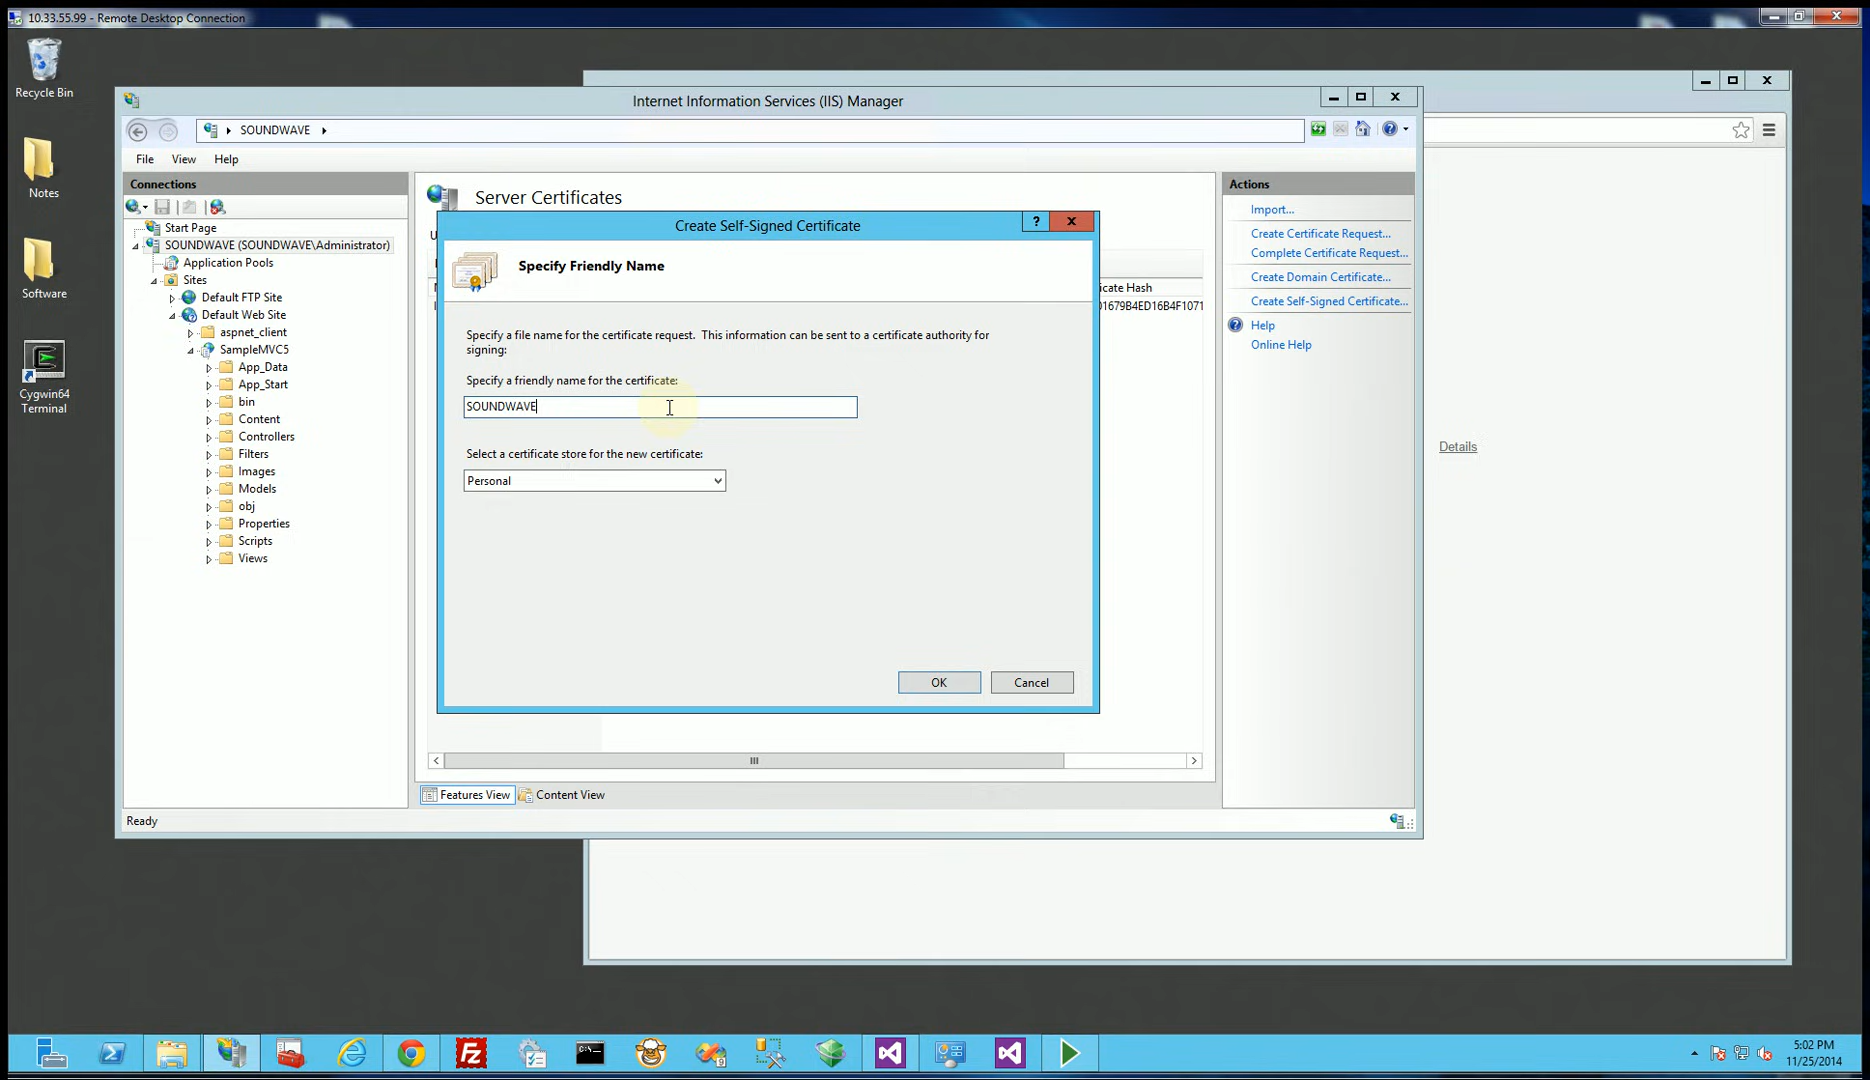 10.33.55.99 - Remote Desktop Connection
Recycle Bin
Notes
Software
Cygwin64
Terminal
Internet Information Services (IIS) Manager
SOUNDWAVE
File View Help
Connections
Start Page
SOUNDWAVE (SOUNDWAVE\Administrator)
Application Pools
Sites
Default FTP Site
Default Web Site
aspnet_client
SampleMVC5
App_Data
App_Start
bin
Content
Controllers
Filters
Images
Models
obj
Properties
Scripts
Views
Server Certificates
Create Self-Signed Certificate
?
Specify Friendly Name
Specify a file name for the certificate request. This information can be sent to a certificate authority for
signing:
Specify a friendly name for the certificate:
SOUNDWAVE
Select a certificate store for the new certificate:
Personal
OK Cancel
icate Hash
01679B4ED16B4F1071
Features View Content View
Ready
Actions
Import...
Create Certificate Request...
Complete Certificate Request...
Create Domain Certificate...
Create Self-Signed Certificate...
Help
Online Help
Details
5:02 PM
11/25/2014